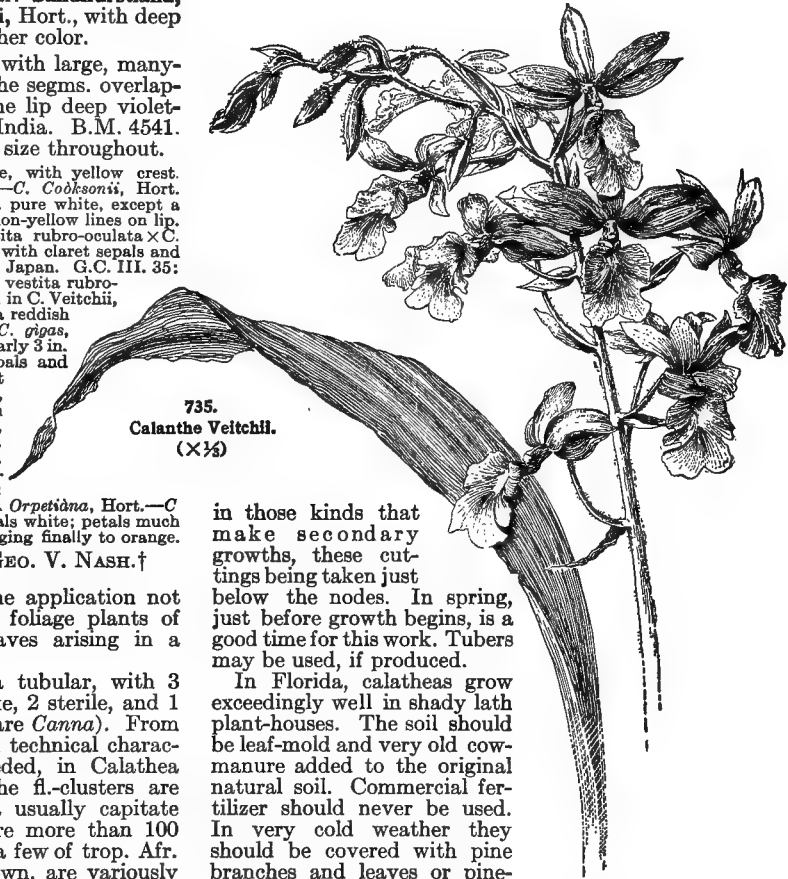 i, Hort., with deep
her color.
with large, many-
he segms. overlap-
ne lip deep violet-
India. B.M. 4541.
size throughout.
e, with yellow crest.
—C. Coòksonii, Hort.
pure white, except a
on-yellow lines on lip.
ita rubro-oculata × C.
with claret sepals and
Japan. G.C. III. 35:
vestita rubro-
in C. Veitchii,
a reddish
C. gìgas,
arly 3 in.
pals and
Orpetiàna, Hort.—C
als white; petals much
ging finally to orange.
GEO. V. NASH.†
he application not
foliage plants of
aves arising in a
tubular, with 3
te, 2 sterile, and 1
are Canna). From
technical charac-
ded, in Calathea
he fl.-clusters are
usually capitate
re more than 100
a few of trop. Afr.
wn, are variously
735.
Calanthe Veitchii.
(×⅓)
in those kinds that
make secondary
growths, these cut-
tings being taken just
below the nodes. In spring,
just before growth begins, is a
good time for this work. Tubers
may be used, if produced.
In Florida, calatheas grow
exceedingly well in shady lath
plant-houses. The soil should
be leaf-mold and very old cow-
manure added to the original
natural soil. Commercial fer-
tilizer should never be used.
In very cold weather they
should be covered with pine
branches and leaves or pine-